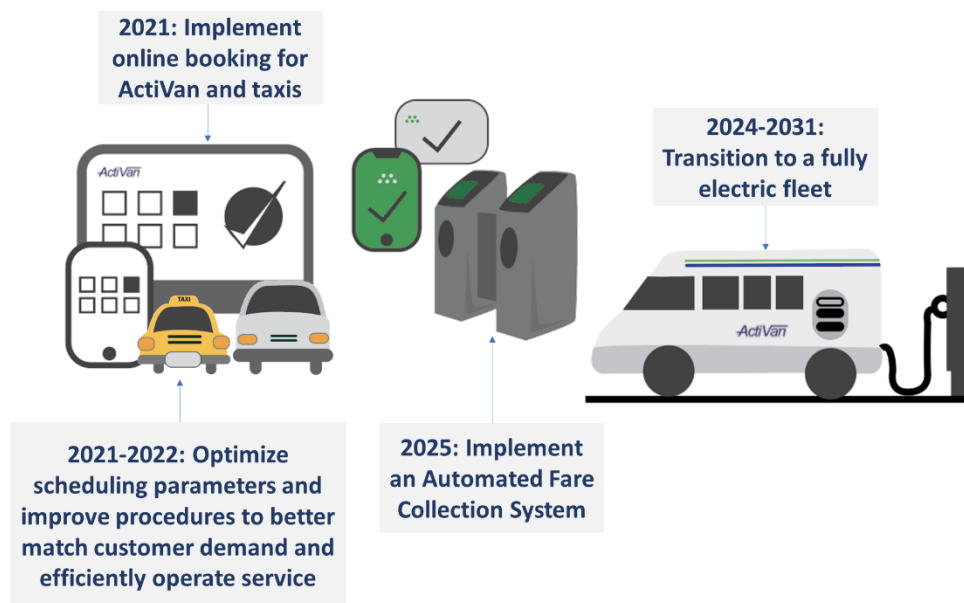 2021: Implement
online booking for
ActiVan and taxis
2024-2031:
Transition to a fully
electric fleet
ActiVan
TAXI
ActiVan
2021-2022: Optimize
scheduling parameters and
improve procedures to better
match customer demand and
efficiently operate service
2025: Implement
an Automated Fare
Collection System